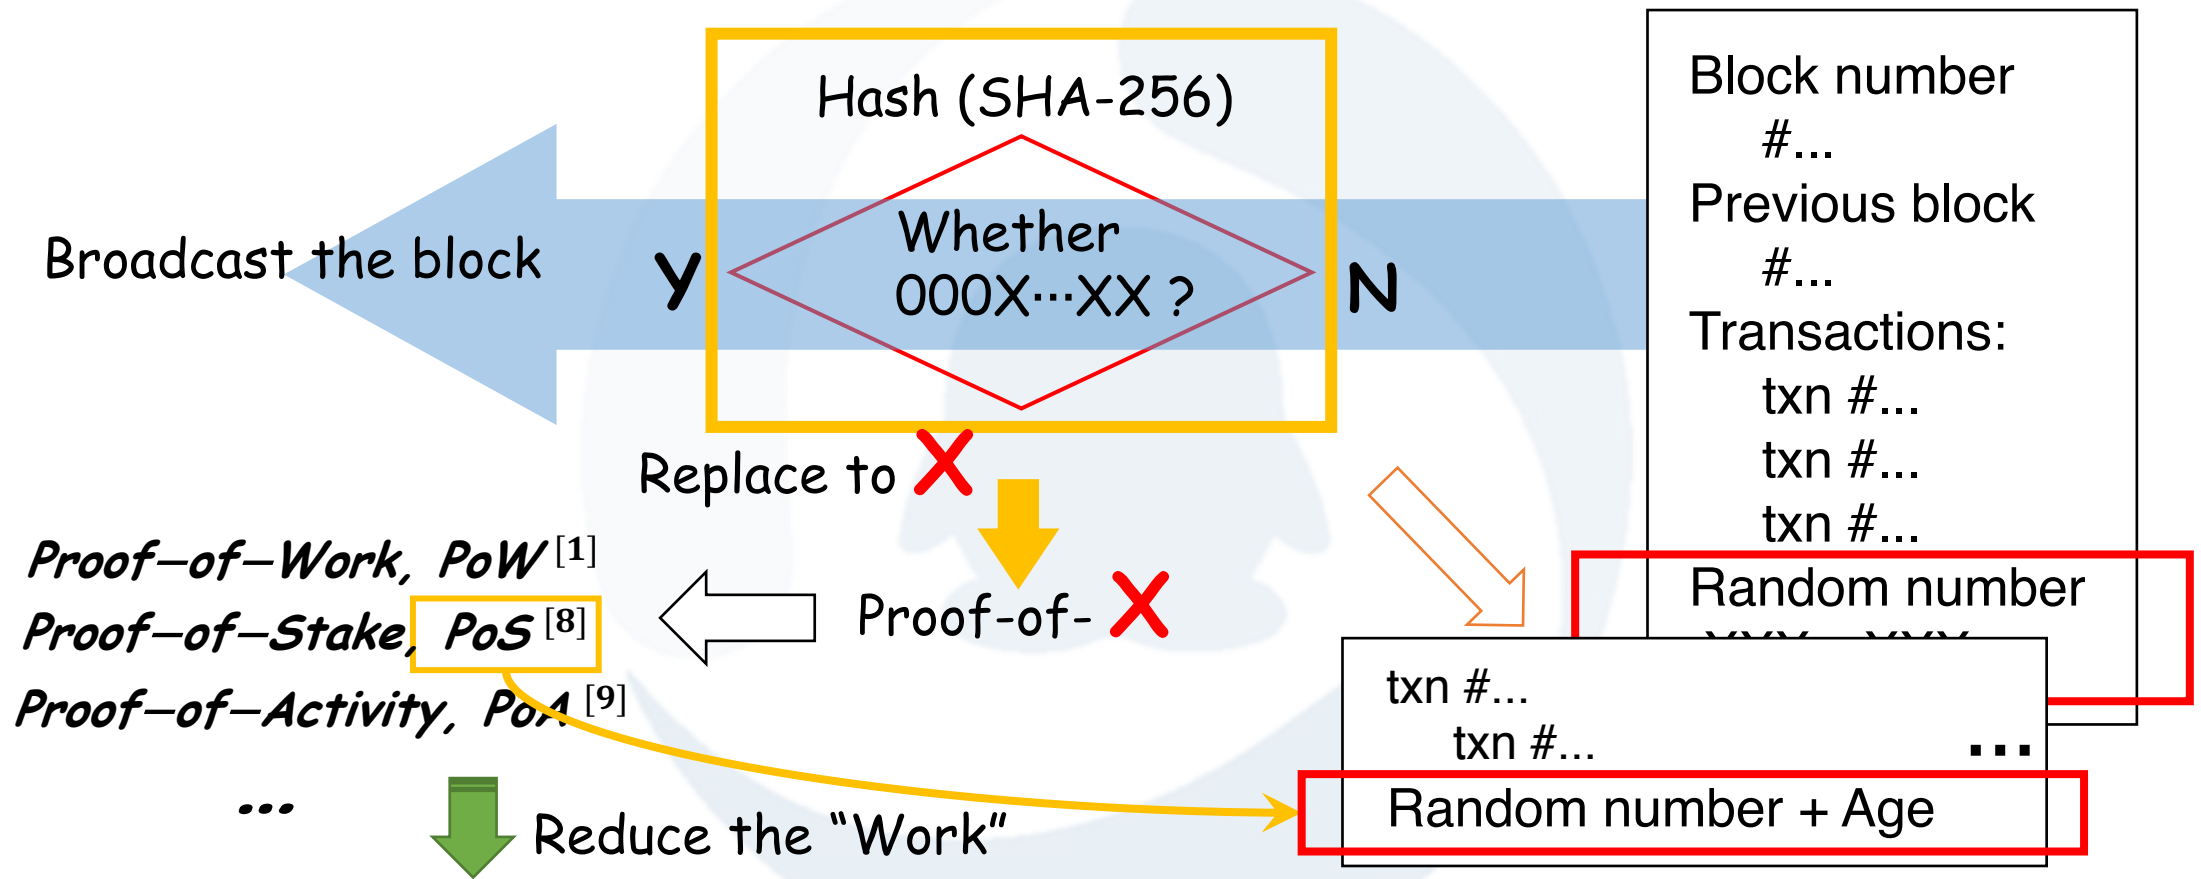 Hash (SHA-256)
Whether
000X···XX ?
Y
N
Broadcast the block
Block number
#...
Previous block
#...
Transactions:
txn #...
txn #...
txn #...
Random number
Replace to X
Proof-of- X
Proof-of-Work, PoW [1]
Proof-of-Stake, PoS [8]
Proof-of-Activity, PoA [9]
...
Reduce the “Work”
txn #...
txn #...
...
Random number + Age